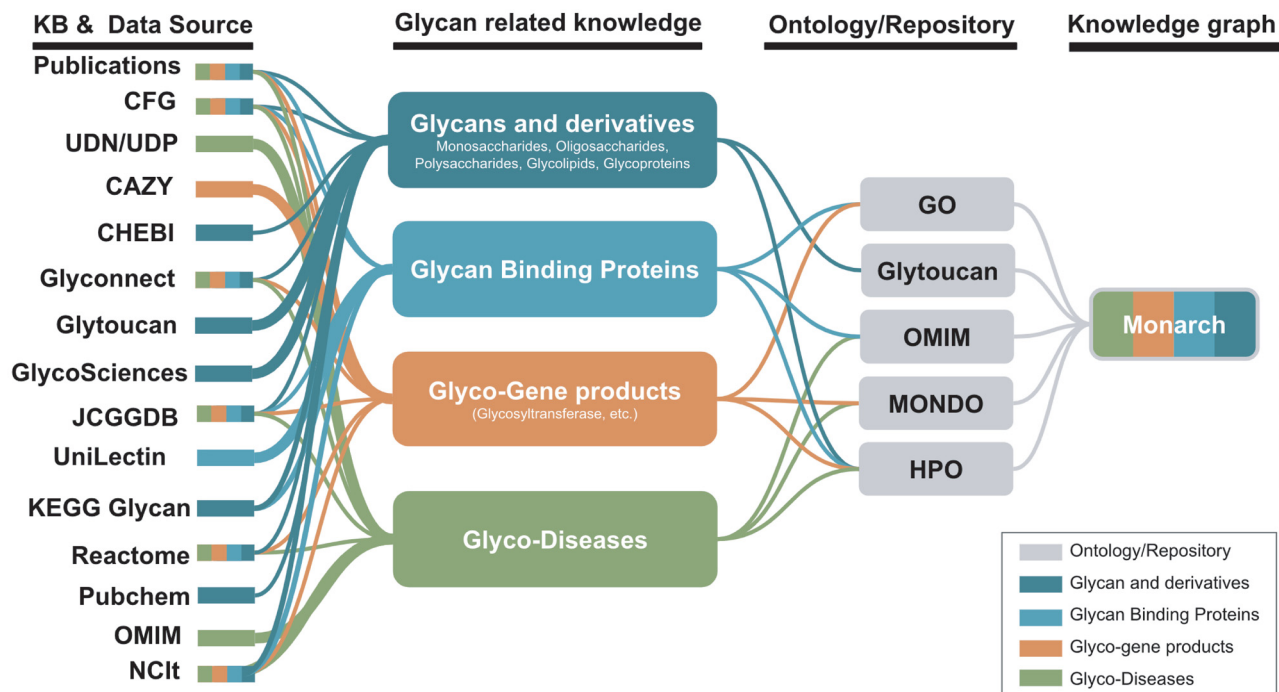 KB & Data Source
Glycan related knowledge
Ontology/Repository
Knowledge graph
Publications
CFG
UDN/UDP
CAZY
CHEBI
Glyconnect
Glytoucan
GlycoSciences
JCGGDB
UniLectin
KEGG Glycan
Reactome
Pubchem
OMIM
NCIt
Glycans and derivatives
Monosaccharides, Oligosaccharides,
Polysaccharides, Glycolipids, Glycoproteins
Glycan Binding Proteins
Glyco-Gene products
(Glycosyltransferase, etc.)
Glyco-Diseases
GO
Glytoucan
OMIM
MONDO
HPO
Monarch
Ontology/Repository
Glycan and derivatives
Glycan Binding Proteins
Glyco-gene products
Glyco-Diseases